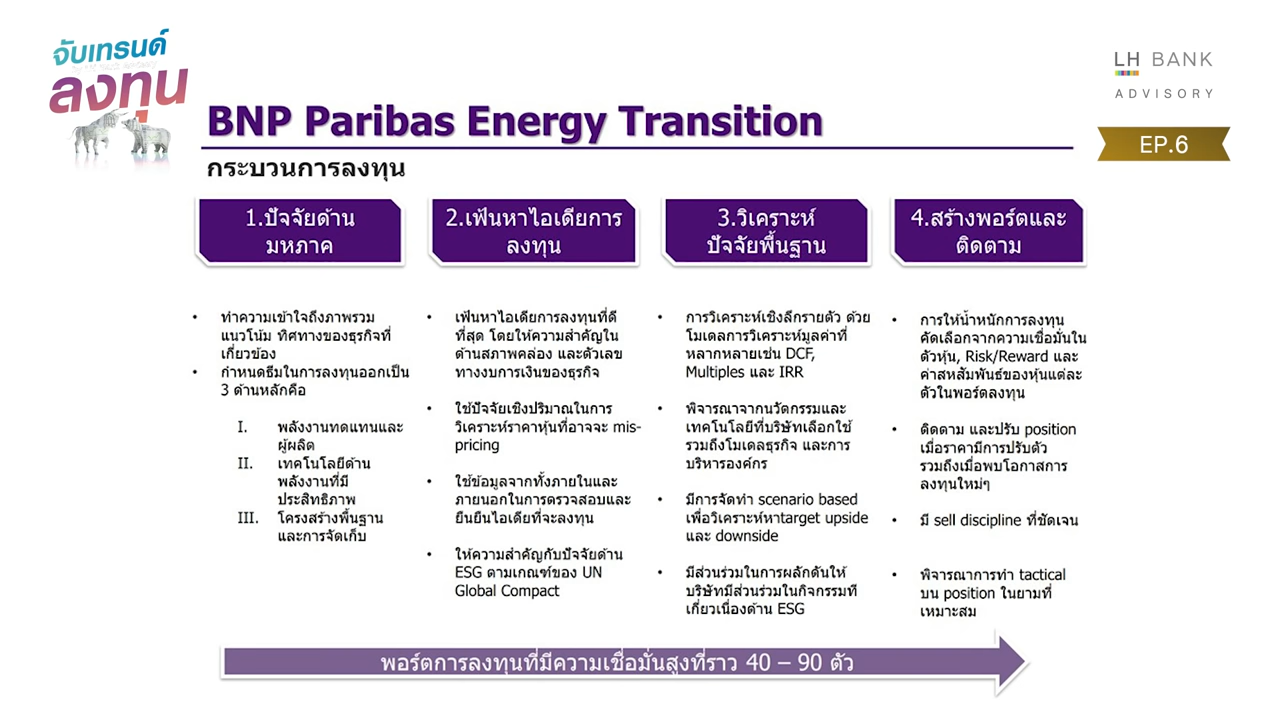 จับเทรนด์
ลงทุน
LH BANK
ADVISORY
EP.6
BNP Paribas Energy Transition
กระบวนการลงทุน
1.ปัจจัยด้าน
มหภาค
• ทำความเข้าใจถึงภาพรวม
แนวโน้ม ทิศทางของธุรกิจที่
เกี่ยวข้อง
• กำหนดธีมในการลงทุนออกเป็น
3 ด้านหลักคือ
I. พลังงานทดแทนและ
ผู้ผลิต
II. เทคโนโลยีด้าน
พลังงานที่มี
ประสิทธิภาพ
III. โครงสร้างพื้นฐาน
และการจัดเก็บ
2.เฟ้นหาไอเดียการ
ลงทุน
• เฟ้นหาไอเดียการลงทุนที่ดี
ที่สุด โดยให้ความสำคัญใน
ด้านสภาพคล่อง และตัวเลข
ทางงบการเงินของธุรกิจ
• ใช้ปัจจัยเชิงปริมาณในการ
วิเคราะห์ราคาหุ้นที่อาจจะ mis-
pricing
• ใช้ข้อมูลจากทั้งภายในและ
ภายนอกในการตรวจสอบและ
ยืนยืนไอเดียที่จะลงทุน
• ให้ความสำคัญกับปัจจัยด้าน
ESG ตามเกณฑ์ของ UN
Global Compact
3.วิเคราะห์
ปัจจัยพื้นฐาน
• การวิเคราะห์เชิงลึกรายตัว ด้วย
โมเดลการวิเคราะห์มูลค่าที่
หลากหลายเช่น DCF,
Multiples และ IRR
• พิจารณาจากนวัตกรรมและ
เทคโนโลยีที่บริษัทเลือกใช้
รวมถึงโมเดลธุรกิจ และการ
บริหารองค์กร
• มีการจัดทำ scenario based
เพื่อวิเคราะห์หาtarget upside
และ downside
• มีส่วนร่วมในการผลักดันให้
บริษัทมีส่วนร่วมในกิจกรรมที
เกี่ยวเนื่องด้าน ESG
4.สร้างพอร์ตและ
ติดตาม
• การให้น้ำหนักการลงทุน
คัดเลือกจากความเชื่อมั่นใน
ตัวหุ้น, Risk/Reward และ
ค่าสหสัมพันธ์ของหุ้นแต่ละ
ตัวในพอร์ตลงทุน
• ติดตาม และปรับ position
เมื่อราคามีการปรับตัว
รวมถึงเมื่อพบโอกาสการ
ลงทุนใหม่ๆ
• มี sell discipline ที่ชัดเจน
• พิจารณาการทำ tactical
บน position ในยามที่
เหมาะสม
พอร์ตการลงทุนที่มีความเชื่อมั่นสูงที่ราว 40 – 90 ตัว